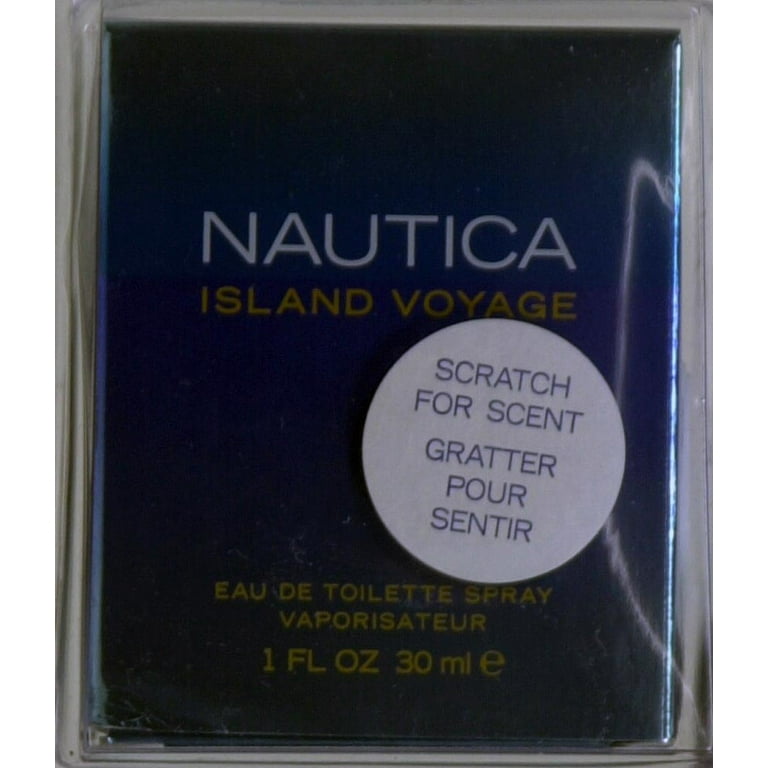 NAUTICA
ISLAND VOYAGE
SCRATCH
FOR SCENT
GRATTER
POUR
SENTIR
EAU DE TOILETTE SPRAY
VAPORISATEUR
1 FL OZ 30 ml ℮